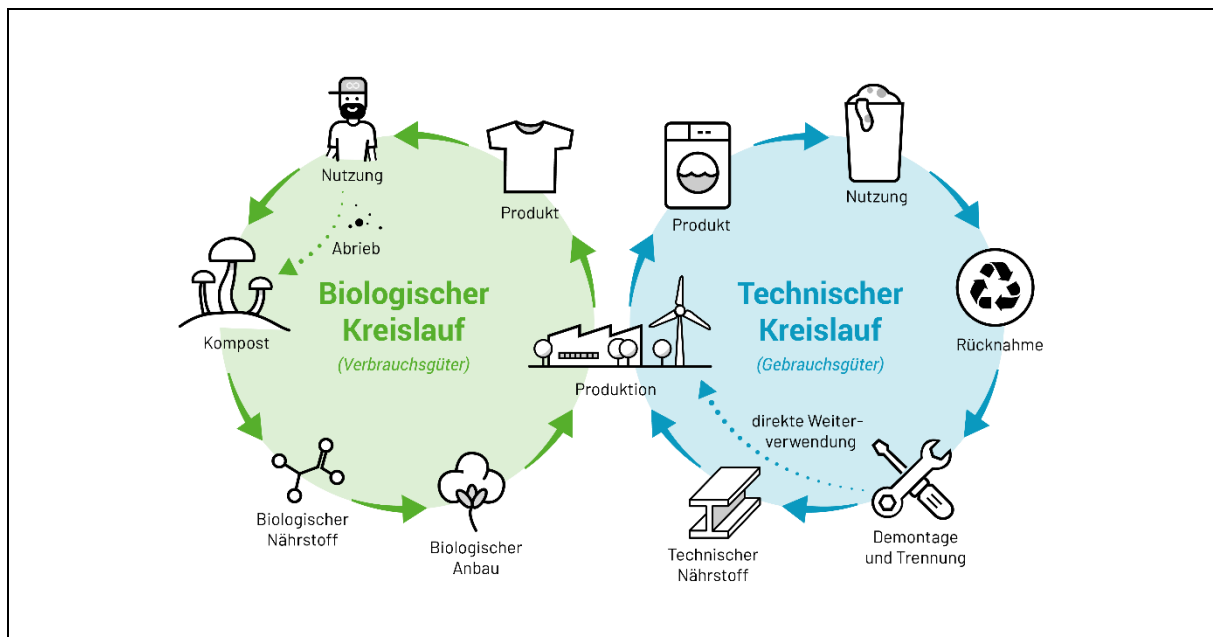 Nutzung
Produkt
Abrieb
Biologischer
Kreislauf
(Verbrauchsgüter)
Kompost
Biologischer
Nährstoff
Biologischer
Anbau
Produktion
Produkt
Nutzung
Technischer
Kreislauf
(Gebrauchsgüter)
Rücknahme
direkte Weiter-
verwendung
Technischer
Nährstoff
Demontage
und Trennung